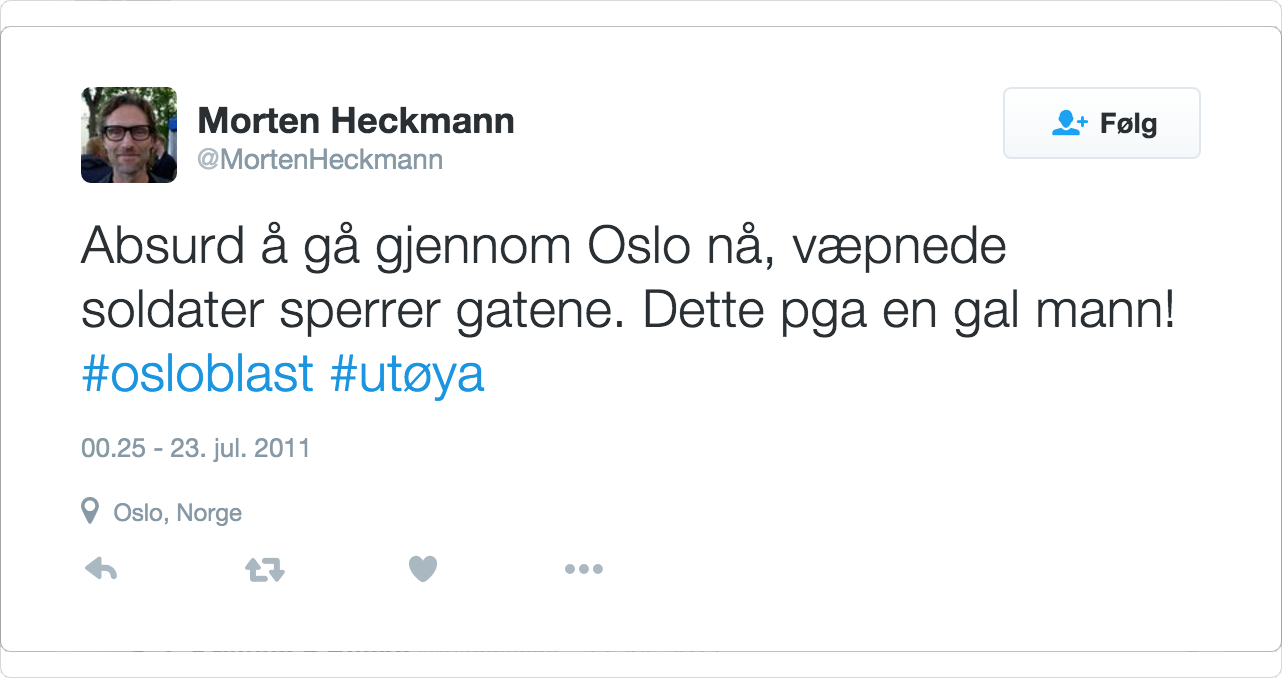 Morten Heckmann
@MortenHeckmann
Følg
Absurd å gå gjennom Oslo nå, væpnede
soldater sperrer gatene. Dette pga en gal mann!
#osloblast #utøya
00.25 - 23. jul. 2011
Oslo, Norge